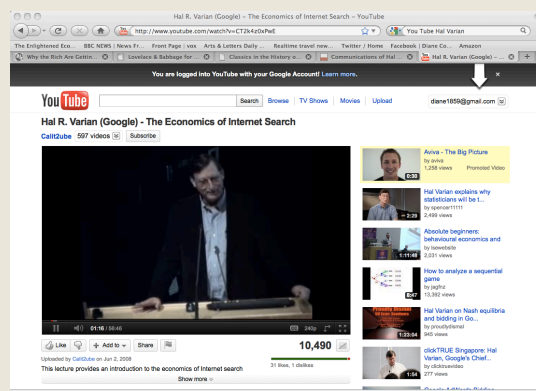 Hal R. Varian (Google) - The Economics of Internet Search - YouTube
http://www.youtube.com/watch?v=CT2k4z0xPwE
You Tube Hal Varian
The Enlightened Eco... BBC NEWS | News Fr... Front Page | vox Arts & Letters Daily ... Realtime travel new... Twitter / Home Facebook | Diane Co... Amazon
Why the Rich Are Gettin... Lovelace & Babbage for ... Classics in the History o... Communications of Hal ... Hal R. Varian (Google) - ...
You are logged into YouTube with your Google Account! Learn more.
You Tube Search Browse TV Shows Movies Upload diane1859@gmail.com
Hal R. Varian (Google) - The Economics of Internet Search
Calit2ube 597 videos Subscribe
Aviva - The Big Picture
by aviva
1,258 views Promoted Video
0:30
Hal Varian explains why
statisticians will be t...
by spencer11111
2:29 2,499 views
Absolute beginners:
behavioural economics and
by lsewebsite
1:11:48 2,031 views
How to analyze a sequential
game
by jagfnz
8:47 13,392 views
Hal Varian on Nash equilibria
and bidding in Go...
by proudlydismal
1:23:04 945 views
clickTRUE Singapore: Hal
Varian, Google's Chief...
by clicktruevideo
1:54 277 views
01:16 / 56:46 240p
Like Add to Share 10,490
Uploaded by Calit2ube on Jun 2, 2008
31 likes, 1 dislikes
This lecture provides an introduction to the economics of Internet search
Show more